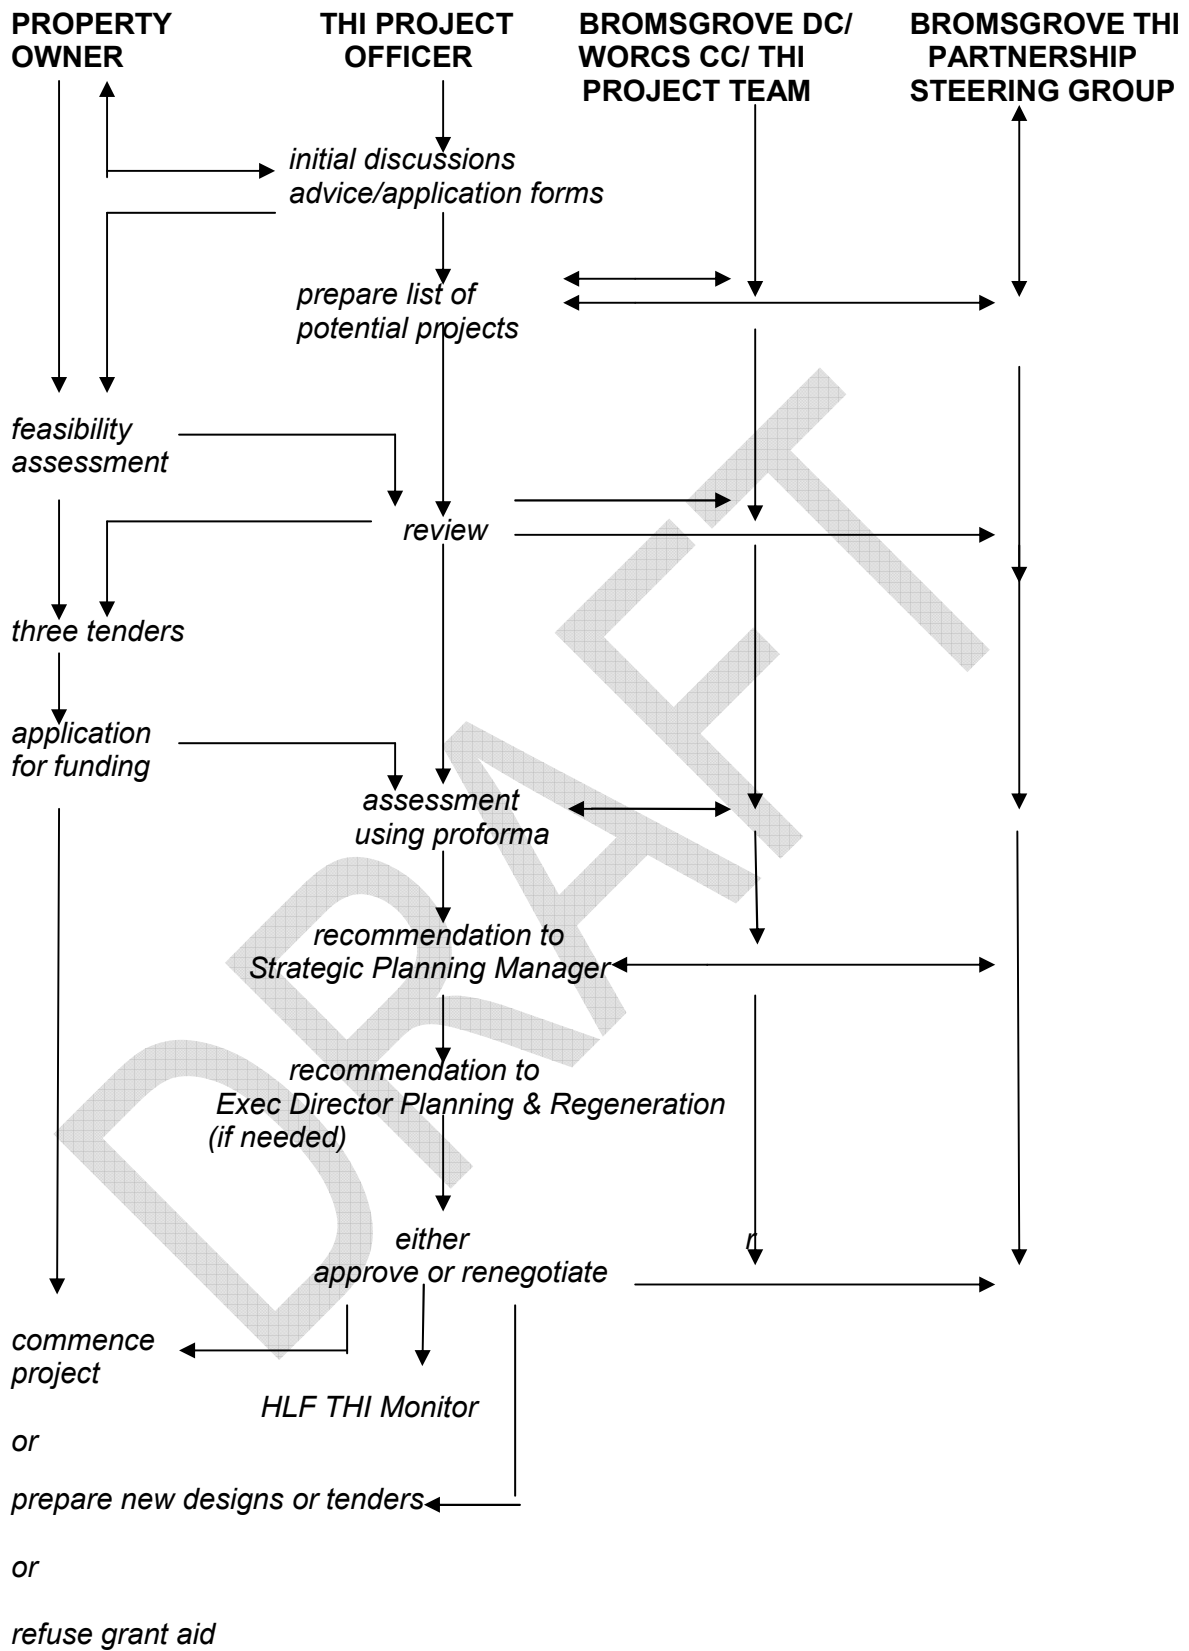 PROPERTY
OWNER
THI PROJECT
OFFICER
BROMSGROVE DC/
WORCS CC/ THI
PROJECT TEAM
BROMSGROVE THI
PARTNERSHIP
STEERING GROUP
initial discussions
advice/application forms
prepare list of
potential projects
feasibility
assessment
review
three tenders
application
for funding
assessment
using proforma
recommendation to
Strategic Planning Manager
recommendation to
Exec Director Planning & Regeneration
(if needed)
either
approve or renegotiate
r
commence
project
HLF THI Monitor
or
prepare new designs or tenders
or
refuse grant aid
DRAFT